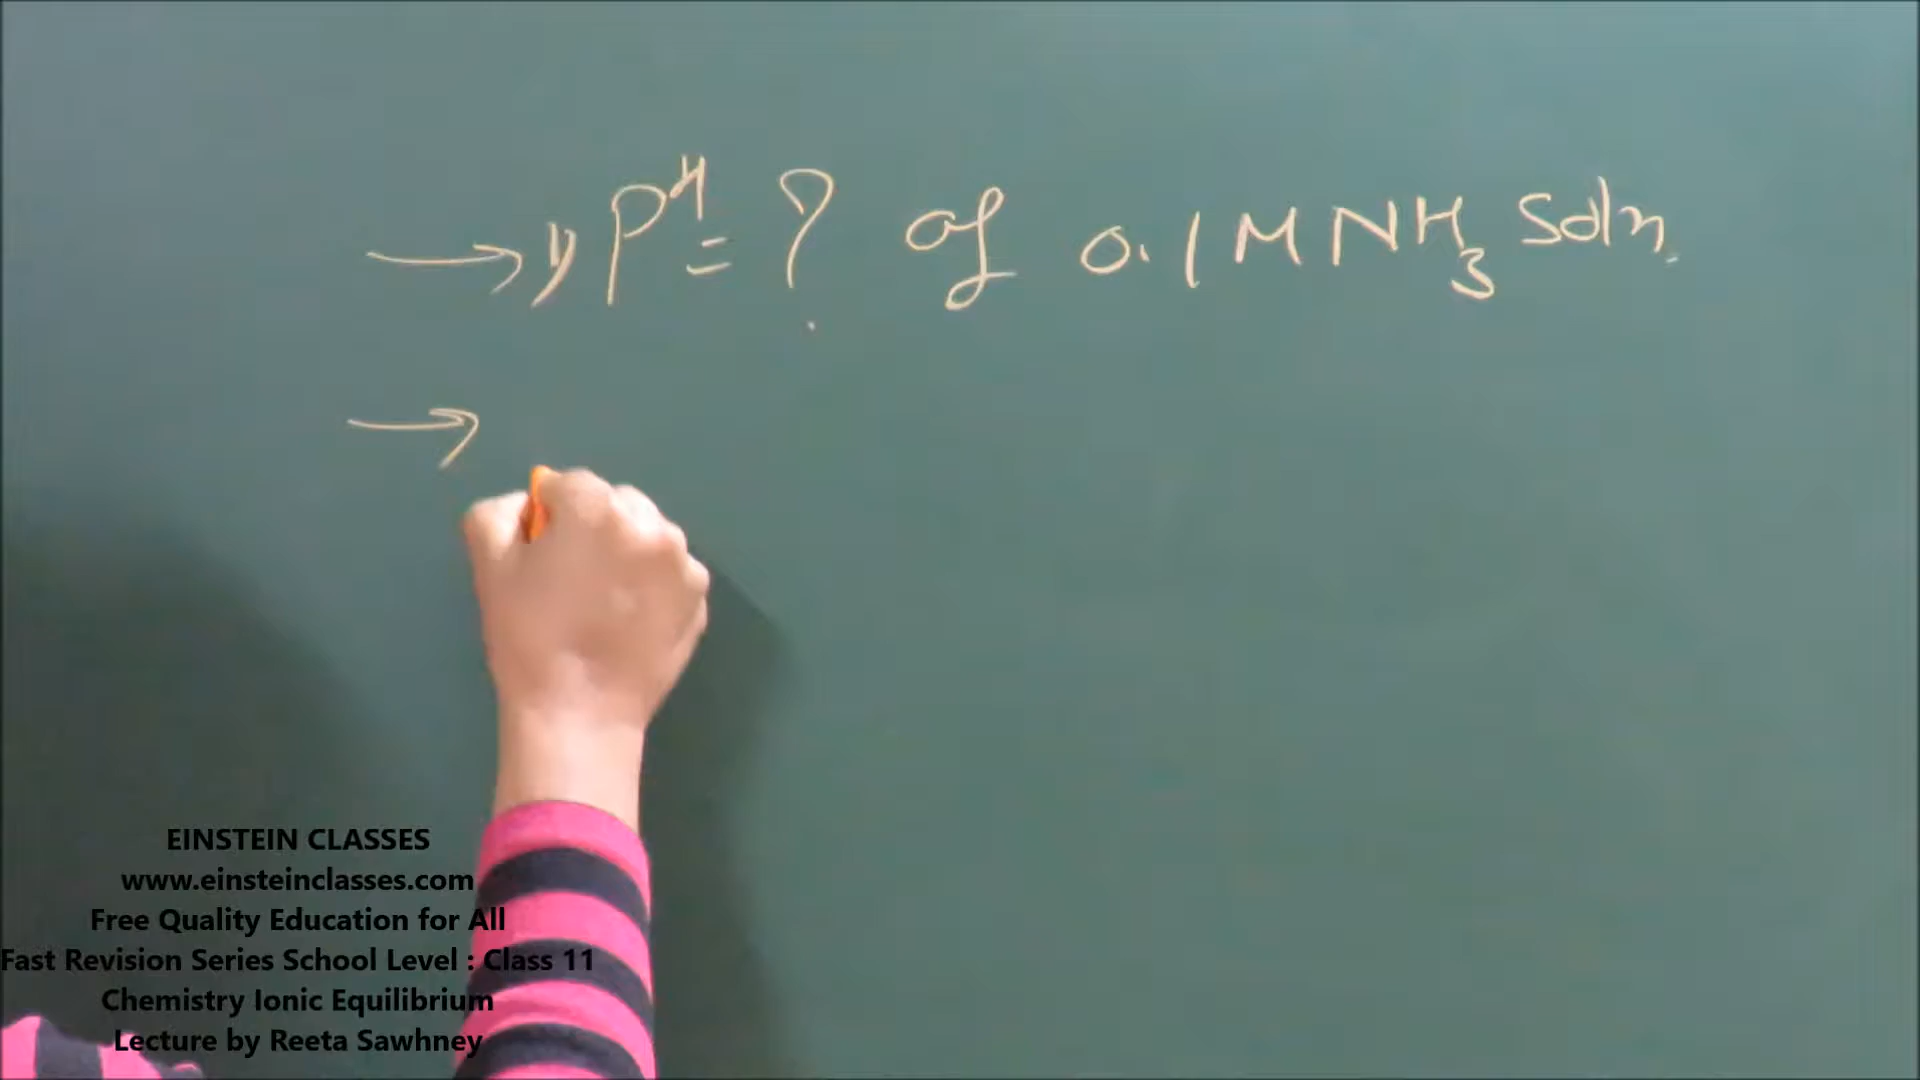 → 1) pH = ? of 0.1 M NH₃ Soln.
→
EINSTEIN CLASSES
www.einsteinclasses.com
Free Quality Education for All
Fast Revision Series School Level : Class 11
Chemistry Ionic Equilibrium
Lecture by Reeta Sawhney